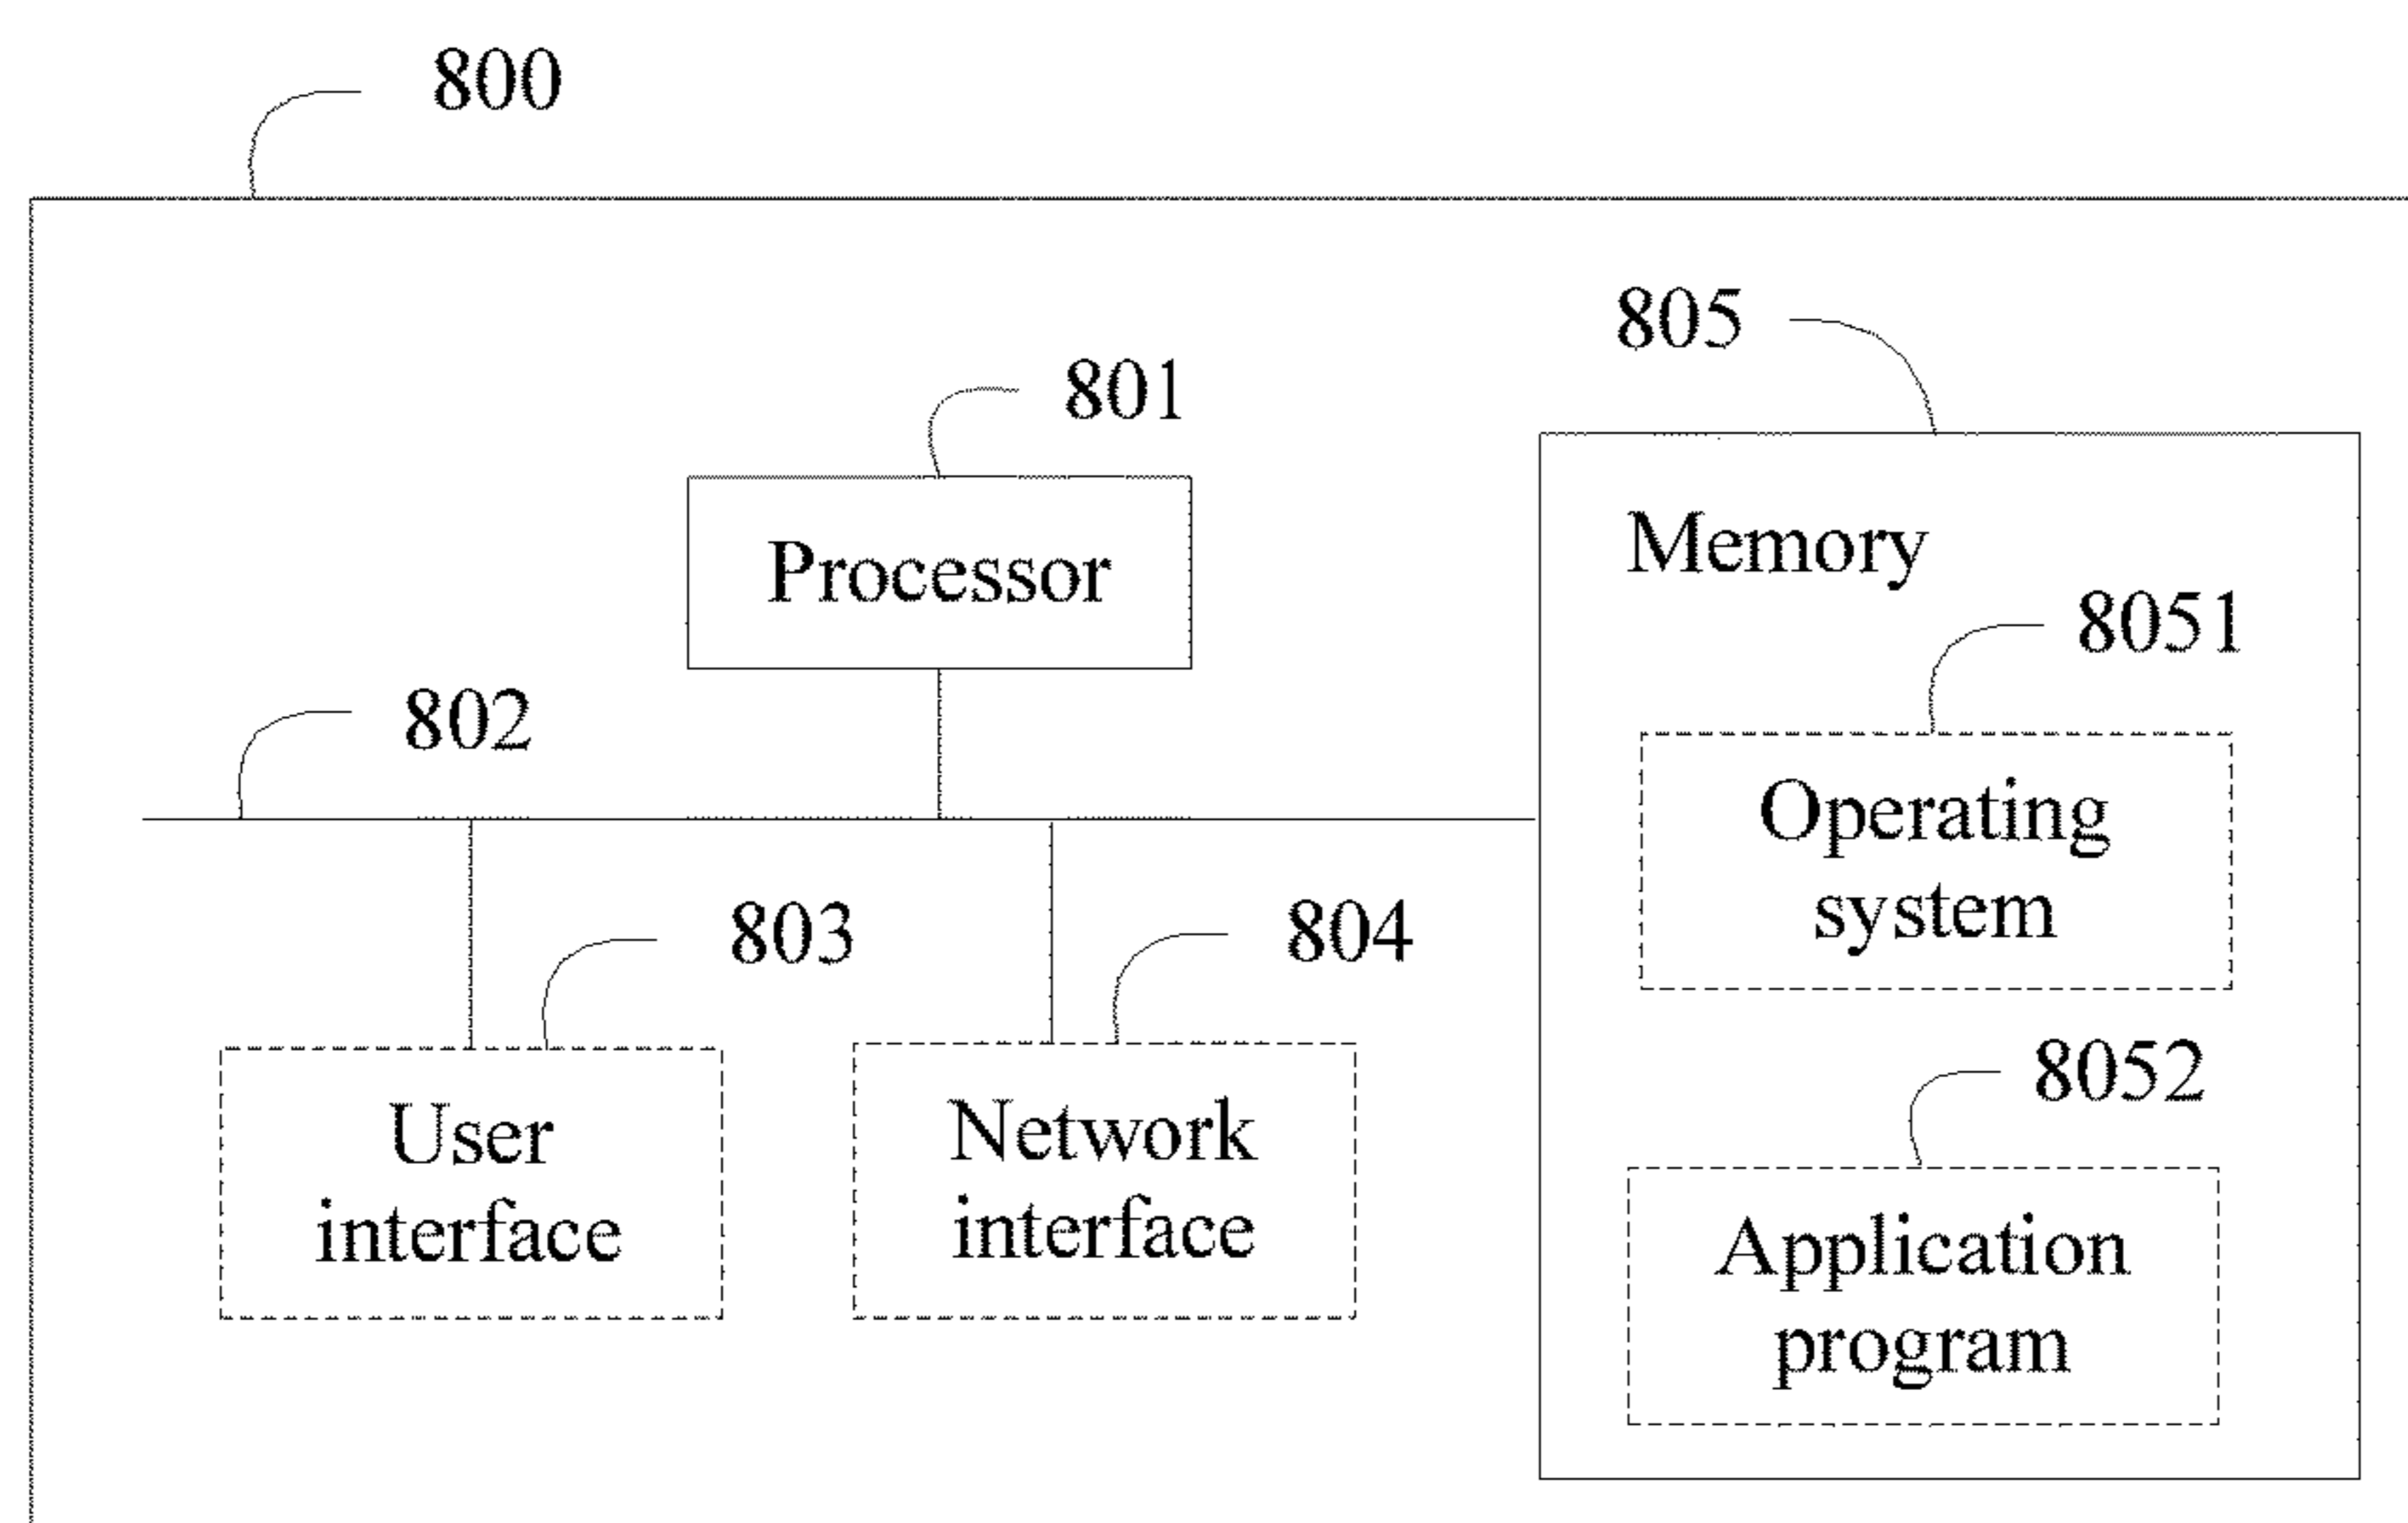 800
805
801
Processor
Memory
8051
802
Operating
system
803
804
8052
User
interface
Network
interface
Application
program